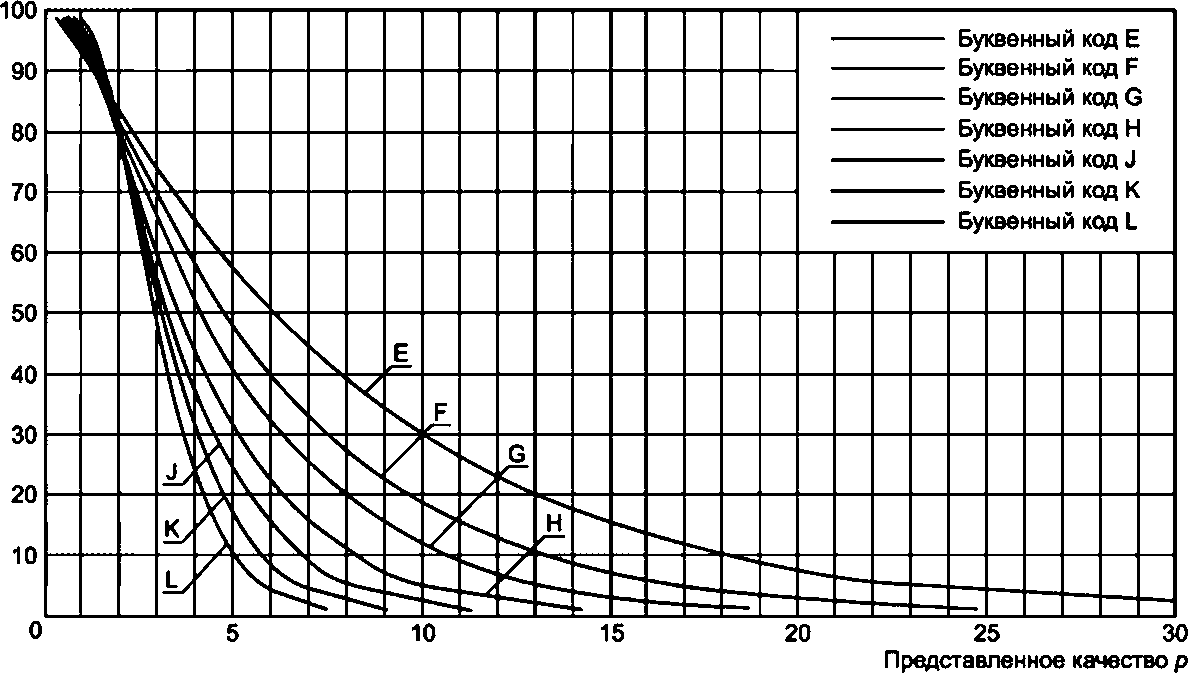 100
90
80
70
60
50
40
30
20
10
0
5
10
15
20
25
30
Представленное качество p
Буквенный код E
Буквенный код F
Буквенный код G
Буквенный код H
Буквенный код J
Буквенный код K
Буквенный код L
E
F
G
H
J
K
L